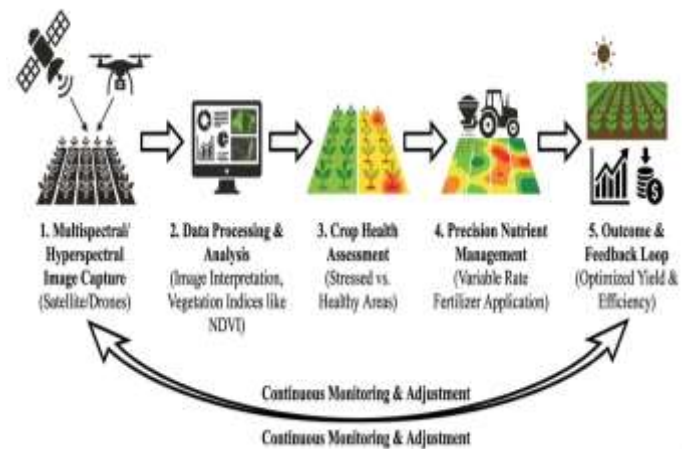 1. Multispectral/
Hyperspectral
Image Capture
(Satellite/Drones)
2. Data Processing &
Analysis
(Image Interpretation,
Vegetation Indices like
NDVI)
3. Crop Health
Assessment
(Stressed vs.
Healthy Areas)
4. Precision Nutrient
Management
(Variable Rate
Fertilizer Application)
5. Outcome &
Feedback Loop
(Optimized Yield &
Efficiency)
Continuous Monitoring & Adjustment
Continuous Monitoring & Adjustment